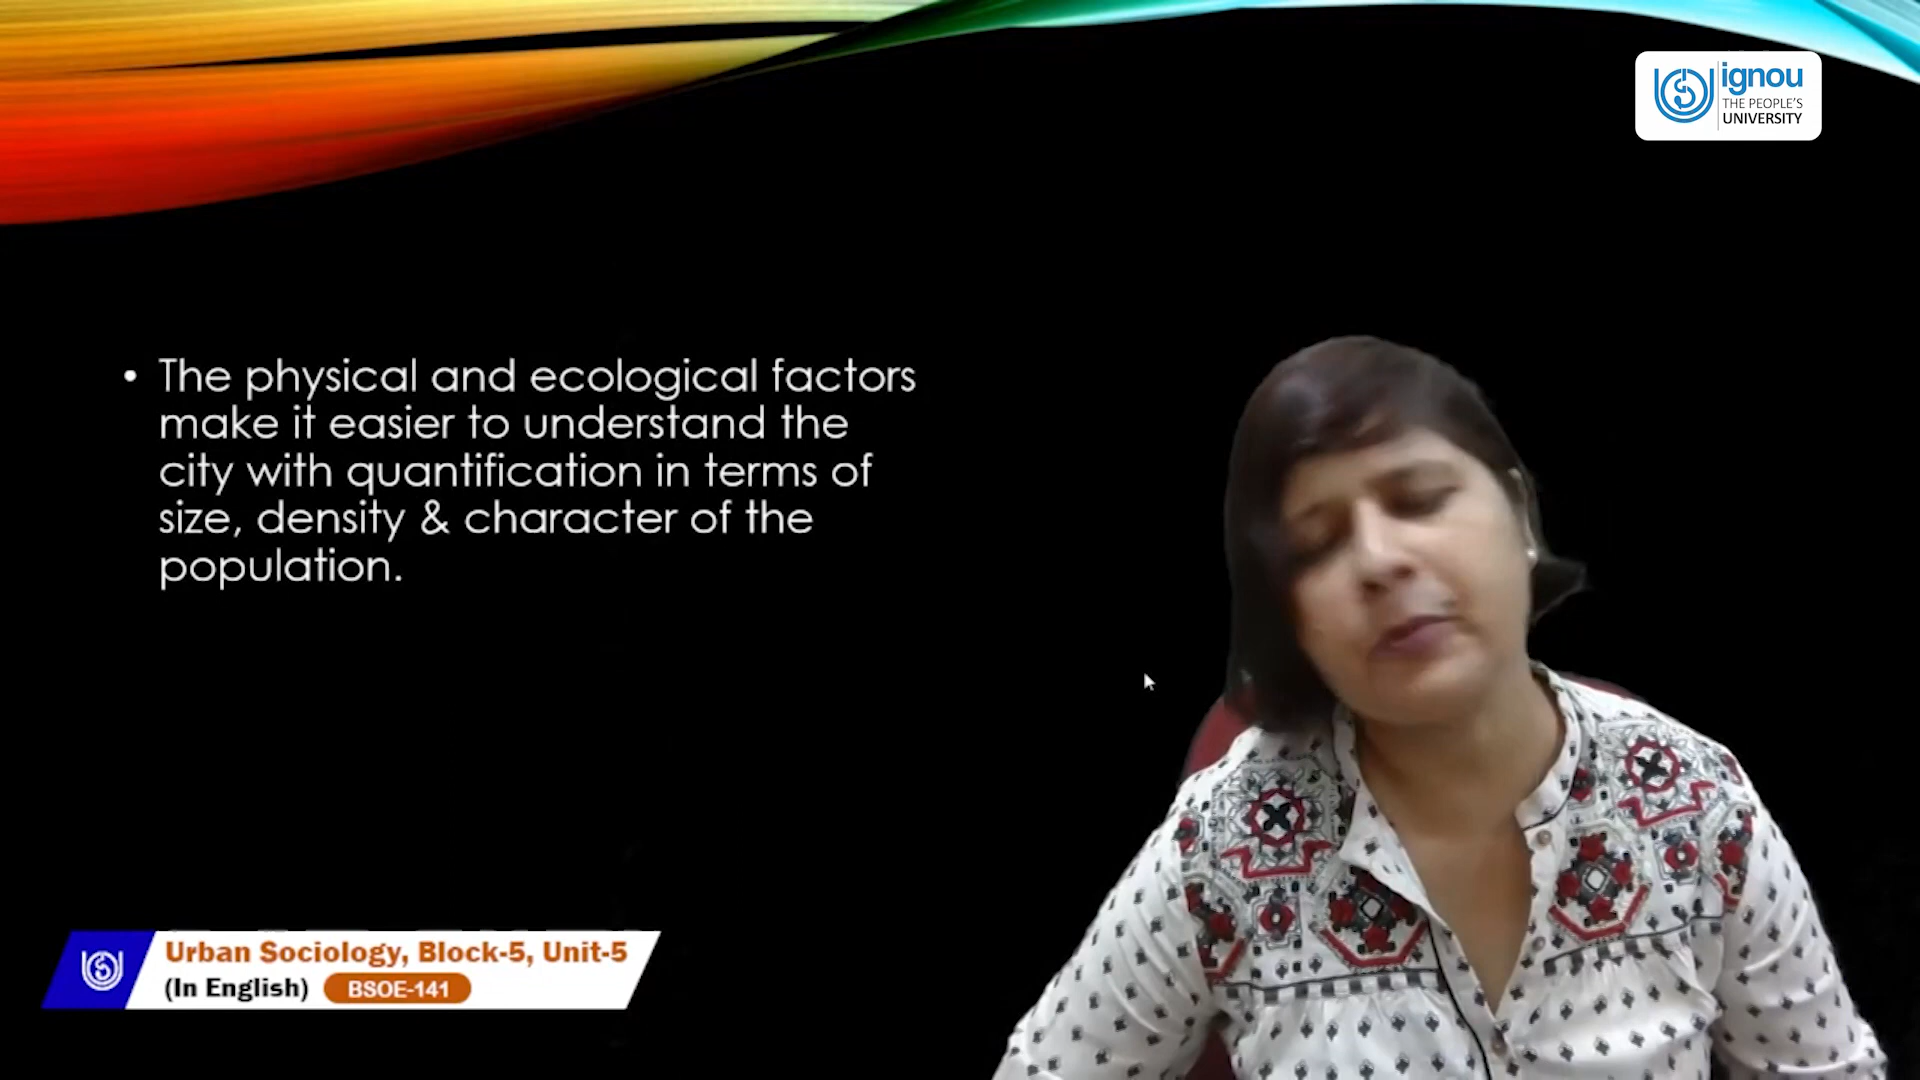 ignou
THE PEOPLE'S
UNIVERSITY
• The physical and ecological factors
make it easier to understand the
city with quantification in terms of
size, density & character of the
population.
Urban Sociology, Block-5, Unit-5
(In English) BSOE-141